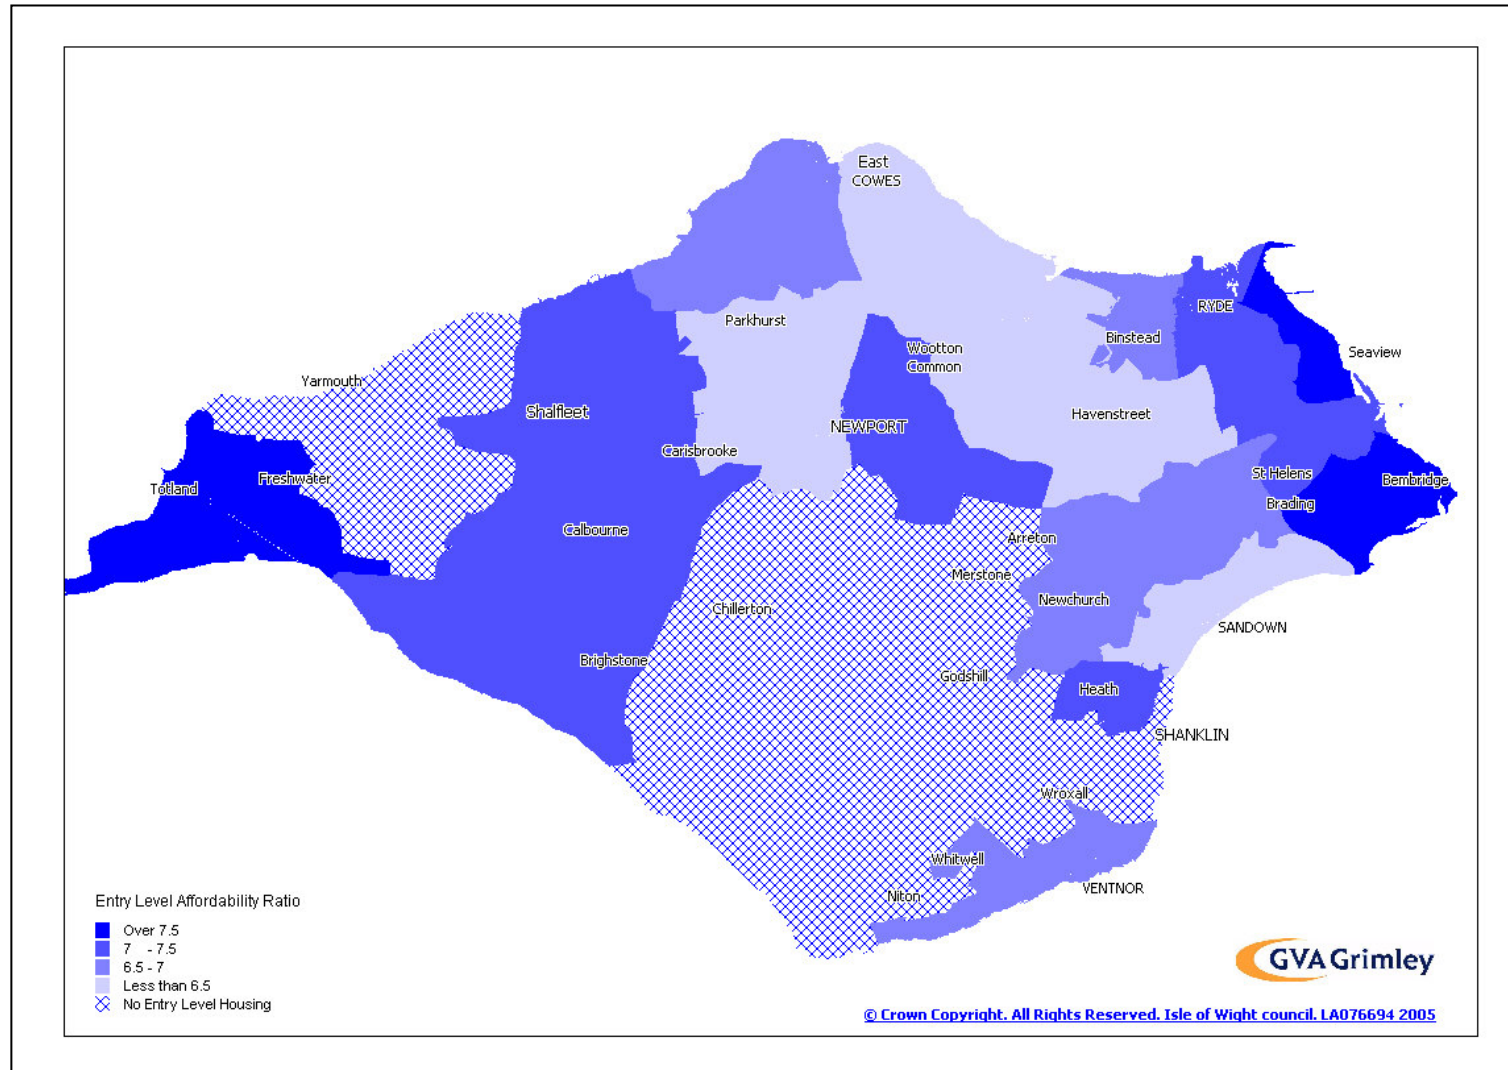 East
COWES
RYDE
Parkhurst
Binstead
Wootton
Common
Seaview
Yarmouth
Shalfleet
Havenstreet
NEWPORT
Carisbrooke
St Helens
Freshwater
Totland
Bembridge
Brading
Calbourne
Arreton
Merstone
Newchurch
Chillerton
SANDOWN
Brighstone
Godshill
Heath
SHANKLIN
Wroxall
Whitwell
VENTNOR
Niton
Entry Level Affordability Ratio
Over 7.5
7 - 7.5
6.5 - 7
Less than 6.5
No Entry Level Housing
GVA Grimley
© Crown Copyright. All Rights Reserved. Isle of Wight council. LA076694 2005